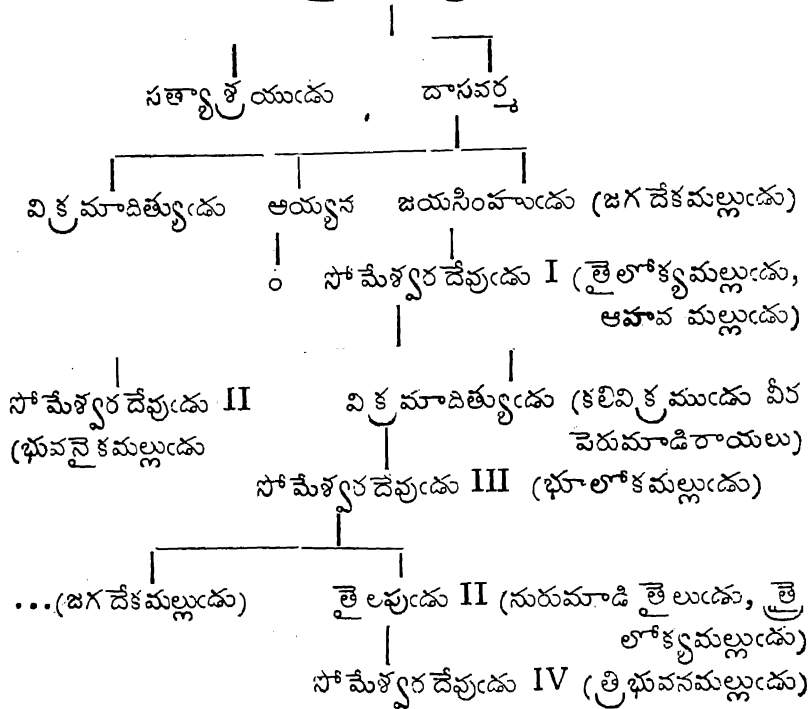 సత్యాశ్రయుఁడు దాసవర్మ
విక్రమాదిత్యుఁడు ఆయ్యన జయసింహుఁడు (జగదేకమల్లుఁడు)
ం సోమేశ్వరదేవుఁడు I (త్రైలోక్యమల్లుఁడు,
ఆహవ మల్లుఁడు)
సోమేశ్వరదేవుఁడు II విక్రమాదిత్యుఁడు (కలివిక్రముఁడు వీర
(భువనైకమల్లుఁడు పెరుమాడిరాయలు)
సోమేశ్వరదేవుఁడు III (భూలోకమల్లుఁడు)
...(జగదేకమల్లుఁడు) తైలపుఁడు II (నురుమాడి తైలుఁడు, త్రై
లోక్యమల్లుఁడు)
సోమేశ్వరదేవుఁడు IV (త్రిభువనమల్లుఁడు)